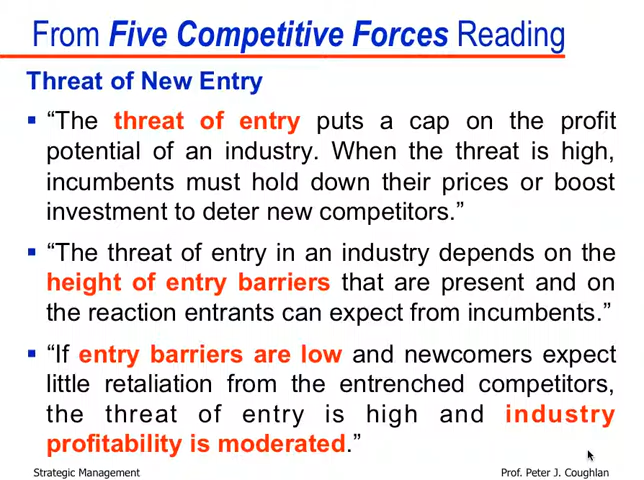 From Five Competitive Forces Reading
Threat of New Entry
▪ “The threat of entry puts a cap on the profit
potential of an industry. When the threat is high,
incumbents must hold down their prices or boost
investment to deter new competitors.”
▪ “The threat of entry in an industry depends on the
height of entry barriers that are present and on
the reaction entrants can expect from incumbents.”
▪ “If entry barriers are low and newcomers expect
little retaliation from the entrenched competitors,
the threat of entry is high and industry
profitability is moderated.”
Strategic Management
Prof. Peter J. Coughlan